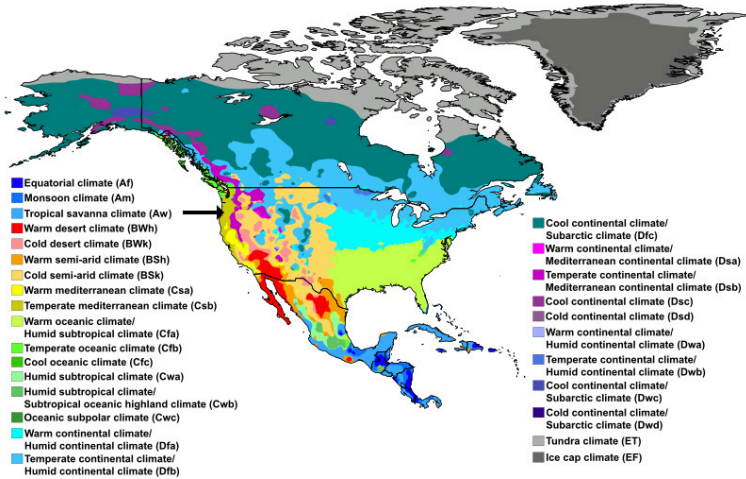 Equatorial climate (Af)
Monsoon climate (Am)
Tropical savanna climate (Aw)
Warm desert climate (BWh)
Cold desert climate (BWk)
Warm semi-arid climate (BSh)
Cold semi-arid climate (BSk)
Warm mediterranean climate (Csa)
Temperate mediterranean climate (Csb)
Warm oceanic climate/
Humid subtropical climate (Cfa)
Temperate oceanic climate (Cfb)
Cool oceanic climate (Cfc)
Humid subtropical climate (Cwa)
Humid subtropical climate/
Subtropical oceanic highland climate (Cwb)
Oceanic subpolar climate (Cwc)
Warm continental climate/
Humid continental climate (Dfa)
Temperate continental climate/
Humid continental climate (Dfb)
Cool continental climate/
Subarctic climate (Dfc)
Warm continental climate/
Mediterranean continental climate (Dsa)
Temperate continental climate/
Mediterranean continental climate (Dsb)
Cool continental climate (Dsc)
Cold continental climate (Dsd)
Warm continental climate/
Humid continental climate (Dwa)
Temperate continental climate/
Humid continental climate (Dwb)
Cool continental climate/
Subarctic climate (Dwc)
Cold continental climate/
Subarctic climate (Dwd)
Tundra climate (ET)
Ice cap climate (EF)